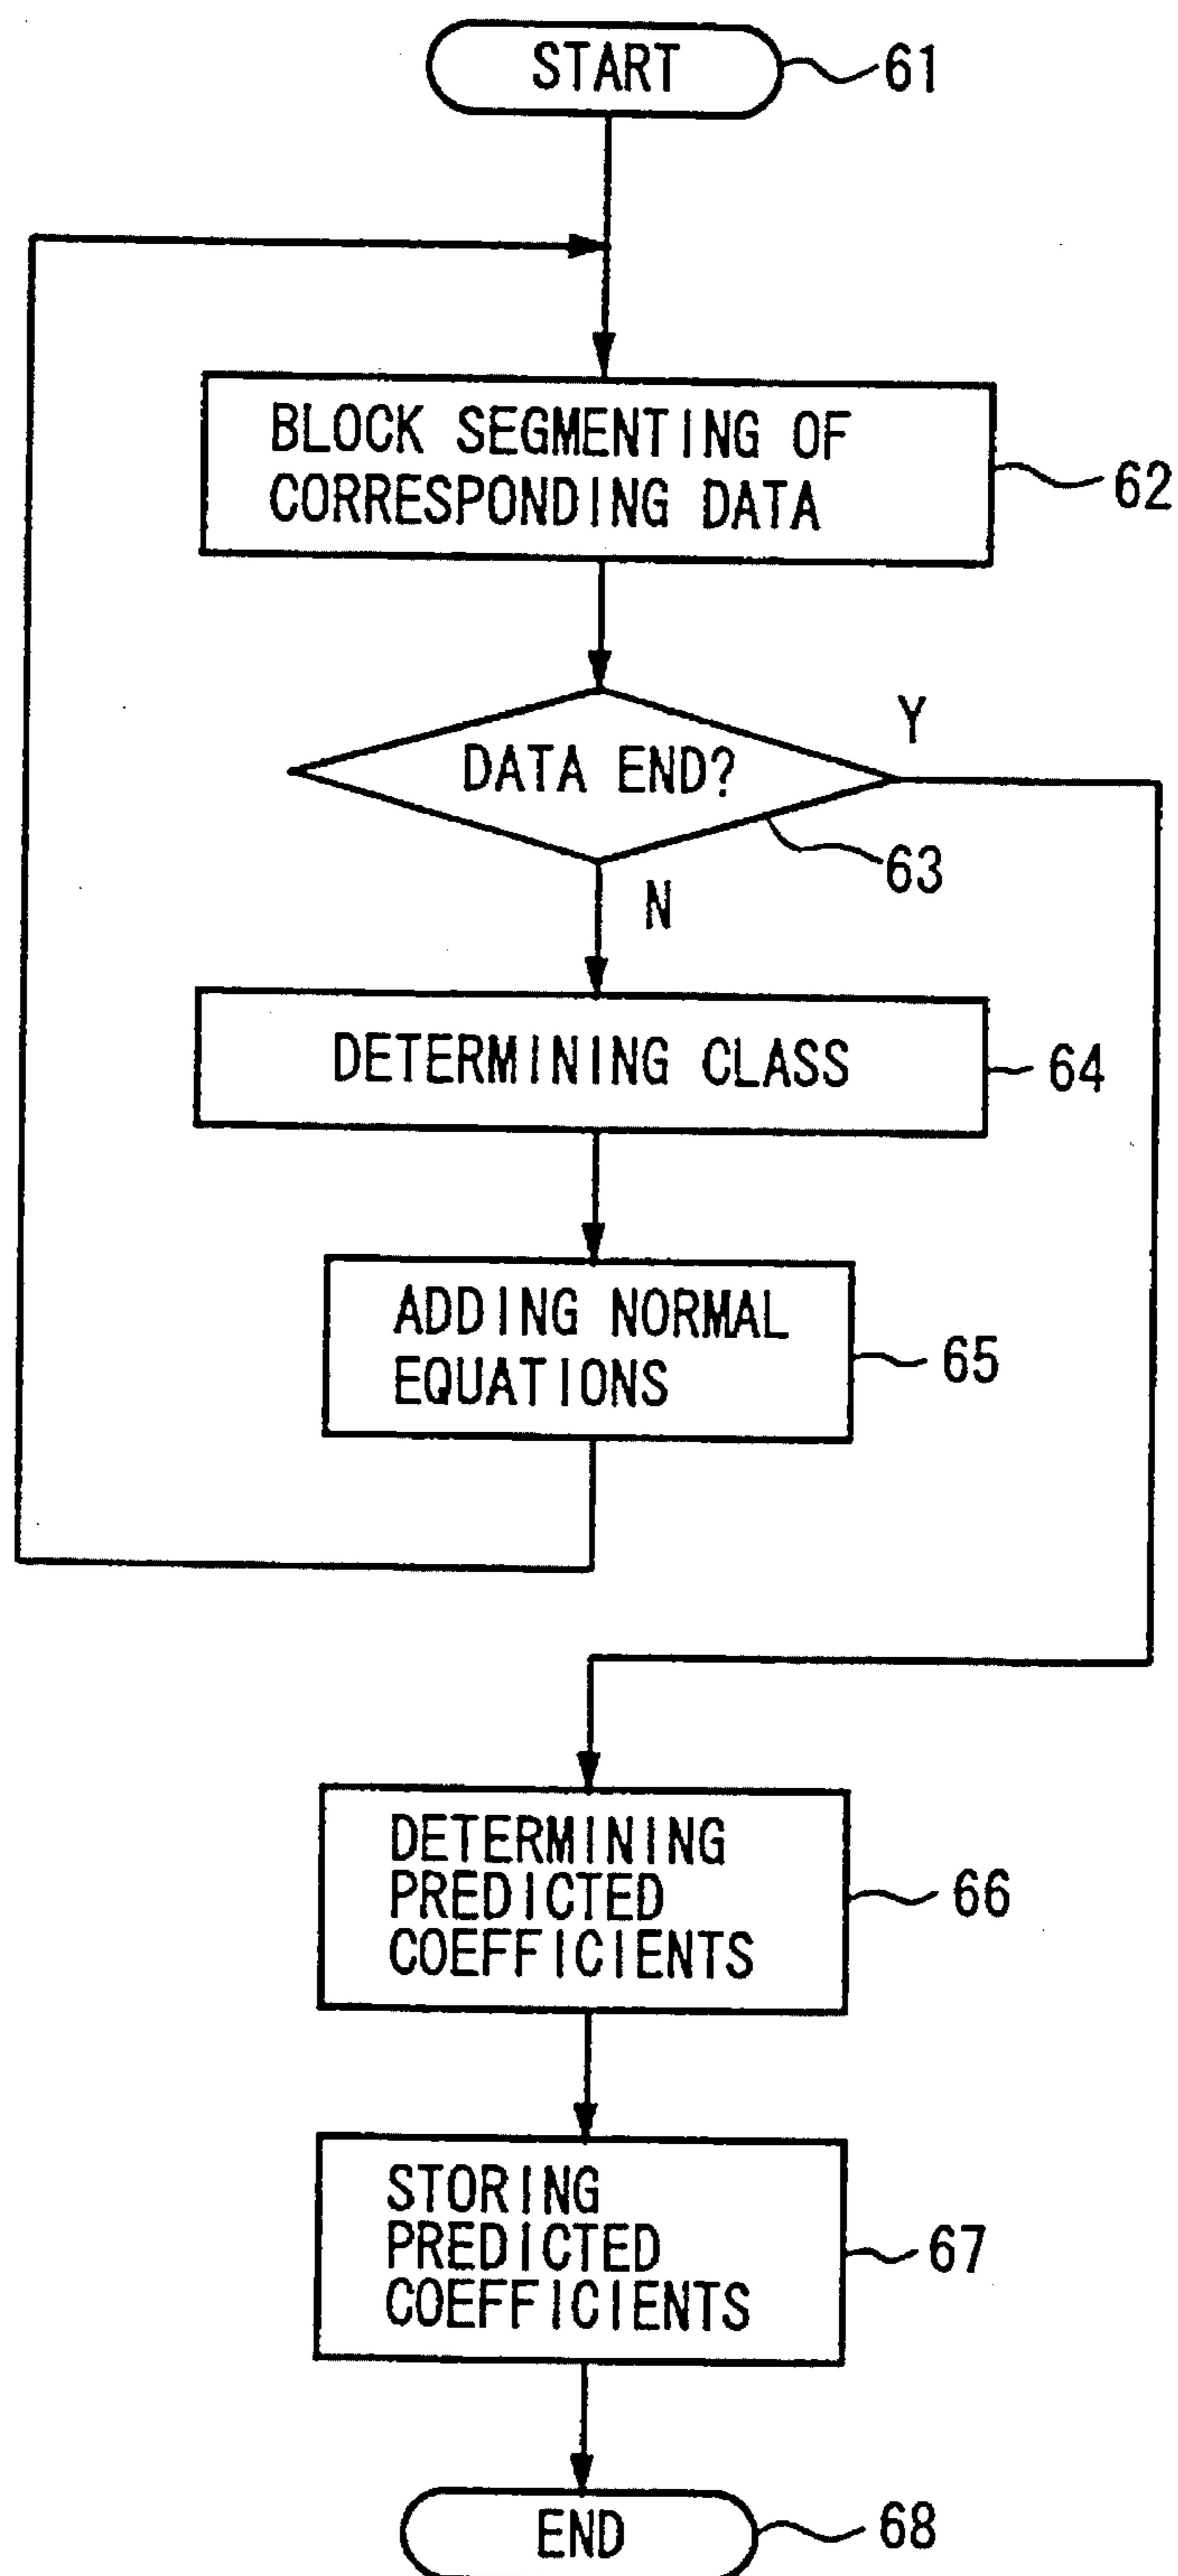 START
61
BLOCK SEGMENTING OF
CORRESPONDING DATA
62
DATA END?
Y
63
N
DETERMINING CLASS
64
ADDING NORMAL
EQUATIONS
65
DETERMINING
PREDICTED
COEFFICIENTS
66
STORING
PREDICTED
COEFFICIENTS
67
END
68